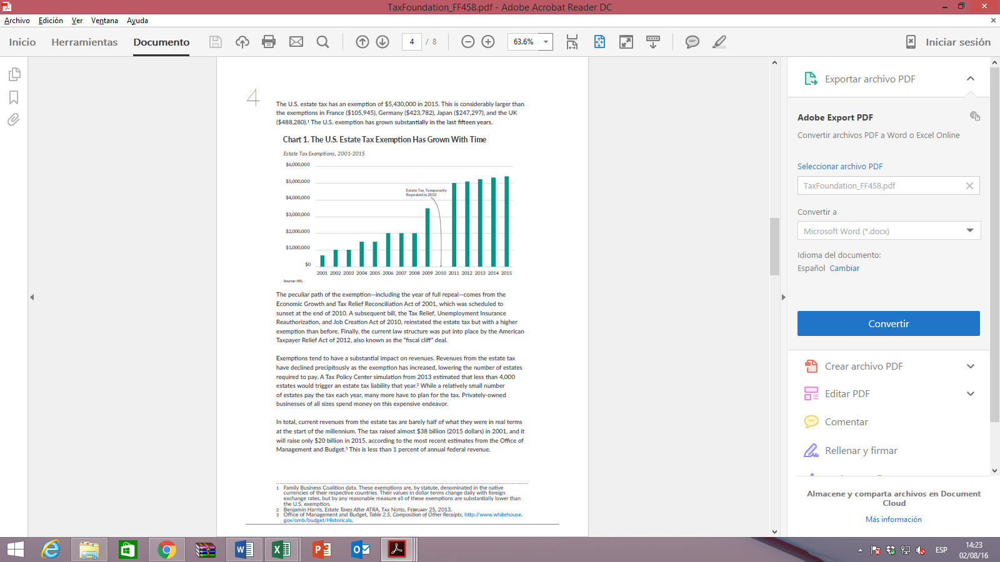 TaxFoundation_FF458.pdf - Adobe Acrobat Reader DC
Archivo Edición Ver Ventana Ayuda
Inicio Herramientas Documento 4 / 8 63.6% Iniciar sesión
4
The U.S. estate tax has an exemption of $5,430,000 in 2015. This is considerably larger than
the exemptions in France ($105,945), Germany ($423,782), Japan ($247,297), and the UK
($488,280).¹ The U.S. exemption has grown substantially in the last fifteen years.
Chart 1. The U.S. Estate Tax Exemption Has Grown With Time
Estate Tax Exemptions, 2001-2015
$6,000,000
$5,000,000
$4,000,000
$3,000,000
$2,000,000
$1,000,000
$0
Estate Tax Temporarily
Repealed in 2010
2001 2002 2003 2004 2005 2006 2007 2008 2009 2010 2011 2012 2013 2014 2015
Source: IRS.
The peculiar path of the exemption—including the year of full repeal—comes from the
Economic Growth and Tax Relief Reconciliation Act of 2001, which was scheduled to
sunset at the end of 2010. A subsequent bill, the Tax Relief, Unemployment Insurance
Reauthorization, and Job Creation Act of 2010, reinstated the estate tax but with a higher
exemption than before. Finally, the current law structure was put into place by the American
Taxpayer Relief Act of 2012, also known as the “fiscal cliff” deal.
Exemptions tend to have a substantial impact on revenues. Revenues from the estate tax
have declined precipitously as the exemption has increased, lowering the number of estates
required to pay. A Tax Policy Center simulation from 2013 estimated that less than 4,000
estates would trigger an estate tax liability that year.² While a relatively small number
of estates pay the tax each year, many more have to plan for the tax. Privately-owned
businesses of all sizes spend money on this expensive endeavor.
In total, current revenues from the estate tax are barely half of what they were in real terms
at the start of the millennium. The tax raised almost $38 billion (2015 dollars) in 2001, and it
will raise only $20 billion in 2015, according to the most recent estimates from the Office of
Management and Budget.³ This is less than 1 percent of annual federal revenue.
1 Family Business Coalition data. These exemptions are, by statute, denominated in the native
currencies of their respective countries. Their values in dollar terms change daily with foreign
exchange rates, but by any reasonable measure all of these exemptions are substantially lower than
the U.S. exemption.
2 Benjamin Harris, Estate Taxes After ATRA, Tax Notes, February 25, 2013.
3 Office of Management and Budget, Table 2.5, Composition of Other Receipts, http://www.whitehouse.
gov/omb/budget/Historicals.
Exportar archivo PDF
Adobe Export PDF
Convertir archivos PDF a Word o Excel Online
Seleccionar archivo PDF
TaxFoundation_FF458.pdf
Convertir a
Microsoft Word (*.docx)
Idioma del documento:
Español Cambiar
Convertir
Crear archivo PDF
Editar PDF
Comentar
Rellenar y firmar
Almacene y comparta archivos en Document
Cloud
Más información
ESP
14:23
02/08/16